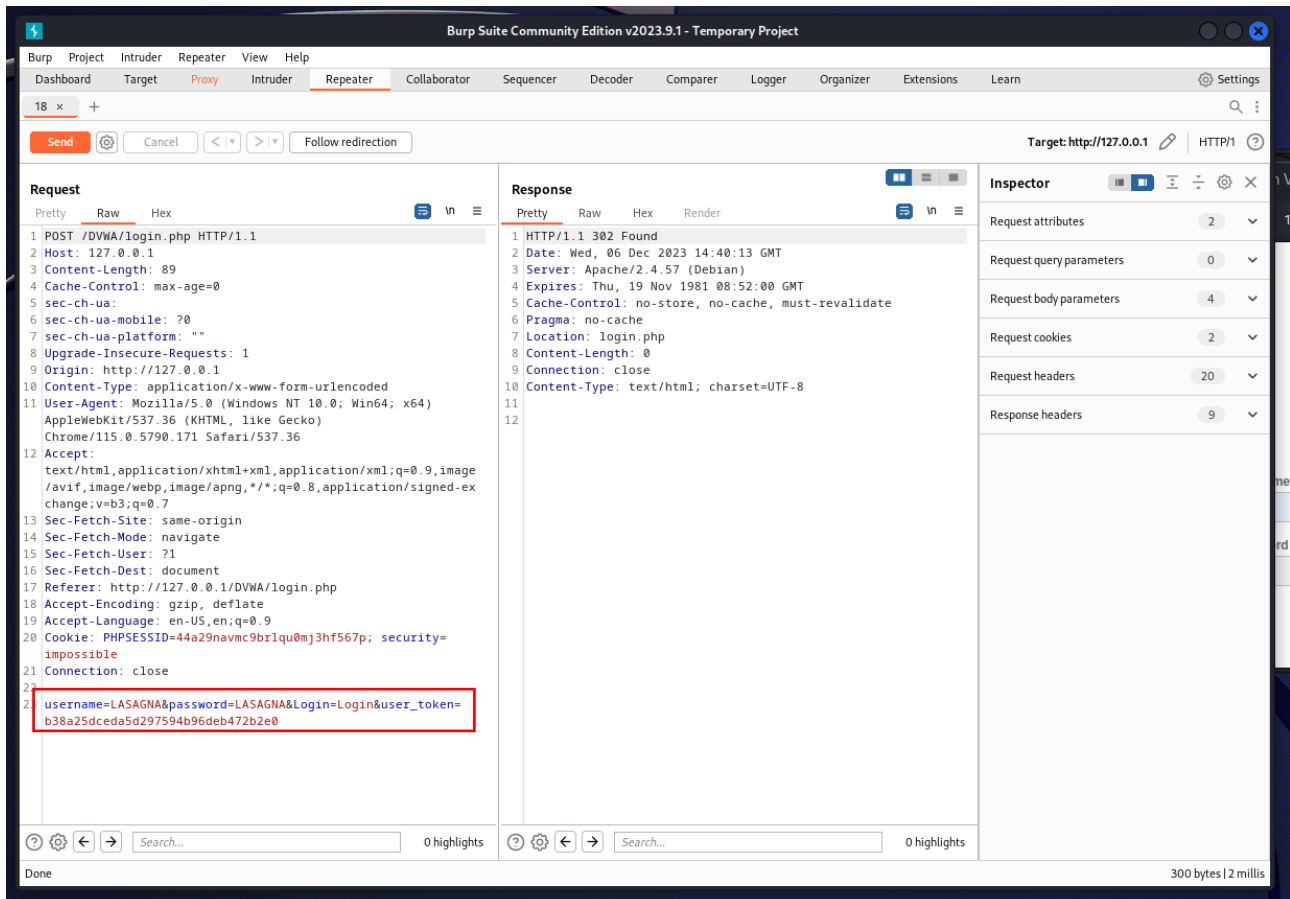 Burp Suite Community Edition v2023.9.1 - Temporary Project
Burp Project Intruder Repeater View Help
Dashboard Target Proxy Intruder Repeater Collaborator Sequencer Decoder Comparer Logger Organizer Extensions Learn Settings
18 × +
Send Cancel < > Follow redirection Target: http://127.0.0.1 HTTP/1
Request
Pretty Raw Hex \n
1 POST /DVWA/login.php HTTP/1.1
2 Host: 127.0.0.1
3 Content-Length: 89
4 Cache-Control: max-age=0
5 sec-ch-ua:
6 sec-ch-ua-mobile: ?0
7 sec-ch-ua-platform: ""
8 Upgrade-Insecure-Requests: 1
9 Origin: http://127.0.0.1
10 Content-Type: application/x-www-form-urlencoded
11 User-Agent: Mozilla/5.0 (Windows NT 10.0; Win64; x64)
AppleWebKit/537.36 (KHTML, like Gecko)
Chrome/115.0.5790.171 Safari/537.36
12 Accept:
text/html,application/xhtml+xml,application/xml;q=0.9,image
/avif,image/webp,image/apng,*/*;q=0.8,application/signed-ex
change;v=b3;q=0.7
13 Sec-Fetch-Site: same-origin
14 Sec-Fetch-Mode: navigate
15 Sec-Fetch-User: ?1
16 Sec-Fetch-Dest: document
17 Referer: http://127.0.0.1/DVWA/login.php
18 Accept-Encoding: gzip, deflate
19 Accept-Language: en-US,en;q=0.9
20 Cookie: PHPSESSID=44a29navmc9brlqu0mj3hf567p; security=
impossible
21 Connection: close
22
23 username=LASAGNA&password=LASAGNA&Login=Login&user_token=
b38a25dceda5d297594b96deb472b2e0
Search... 0 highlights
Response
Pretty Raw Hex Render \n
1 HTTP/1.1 302 Found
2 Date: Wed, 06 Dec 2023 14:40:13 GMT
3 Server: Apache/2.4.57 (Debian)
4 Expires: Thu, 19 Nov 1981 08:52:00 GMT
5 Cache-Control: no-store, no-cache, must-revalidate
6 Pragma: no-cache
7 Location: login.php
8 Content-Length: 0
9 Connection: close
10 Content-Type: text/html; charset=UTF-8
11
12
Search... 0 highlights
Inspector
Request attributes 2
Request query parameters 0
Request body parameters 4
Request cookies 2
Request headers 20
Response headers 9
Done 300 bytes | 2 millis